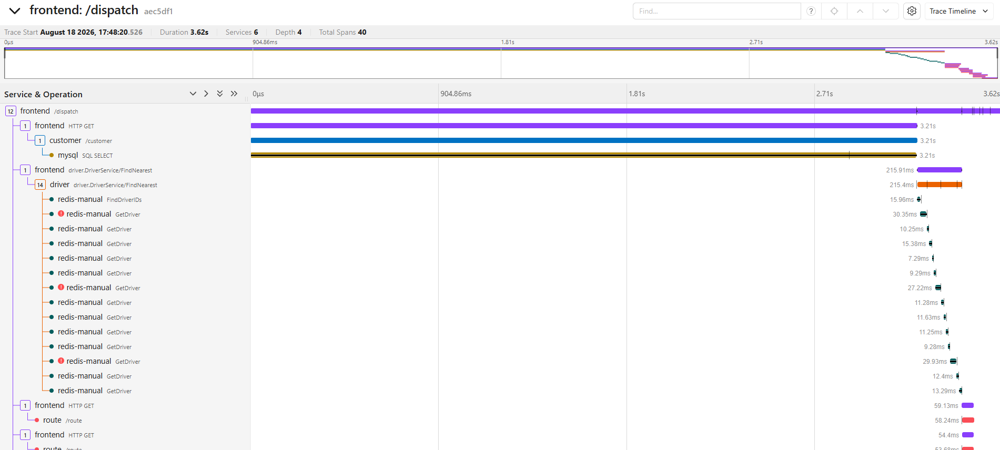 frontend: /dispatch aec5df1 Find... ? Trace Timeline
Trace Start August 18 2026, 17:48:20.526 Duration 3.62s Services 6 Depth 4 Total Spans 40
0μs 904.86ms 1.81s 2.71s 3.62s
Service & Operation 0μs 904.86ms 1.81s 2.71s 3.62s
12 frontend /dispatch
1 frontend HTTP GET 3.21s
1 customer /customer 3.21s
mysql SQL SELECT 3.21s
1 frontend driver.DriverService/FindNearest 215.91ms
14 driver driver.DriverService/FindNearest 215.4ms
redis-manual FindDriverIDs 15.96ms
! redis-manual GetDriver 30.35ms
redis-manual GetDriver 10.25ms
redis-manual GetDriver 15.38ms
redis-manual GetDriver 7.29ms
redis-manual GetDriver 9.29ms
! redis-manual GetDriver 27.22ms
redis-manual GetDriver 11.28ms
redis-manual GetDriver 11.63ms
redis-manual GetDriver 11.25ms
redis-manual GetDriver 9.28ms
! redis-manual GetDriver 29.93ms
redis-manual GetDriver 12.4ms
redis-manual GetDriver 13.29ms
1 frontend HTTP GET 59.13ms
route /route 58.24ms
1 frontend HTTP GET 54.4ms
route /route 53.68ms